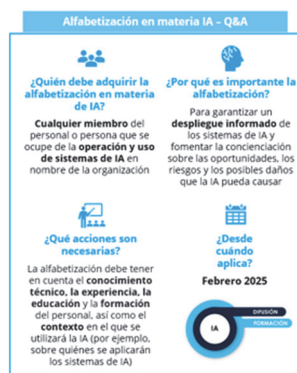 Alfabetización en materia IA – Q&A
¿Quién debe adquirir la
alfabetización en materia
de IA?
Cualquier miembro del
personal o persona que se
ocupe de la operación y uso
de sistemas de IA en
nombre de la organización
¿Por qué es importante la
alfabetización?
Para garantizar un
despliegue informado de
los sistemas de IA y
fomentar la concienciación
sobre las oportunidades, los
riesgos y los posibles daños
que la IA pueda causar
¿Qué acciones son
necesarias?
La alfabetización debe tener
en cuenta el conocimiento
técnico, la experiencia, la
educación y la formación
del personal, así como el
contexto en el que se
utilizará la IA (por ejemplo,
sobre quiénes se aplicarán
los sistemas de IA)
¿Desde
cuándo
aplica?
Febrero 2025
DIFUSIÓN
FORMACIÓN
IA